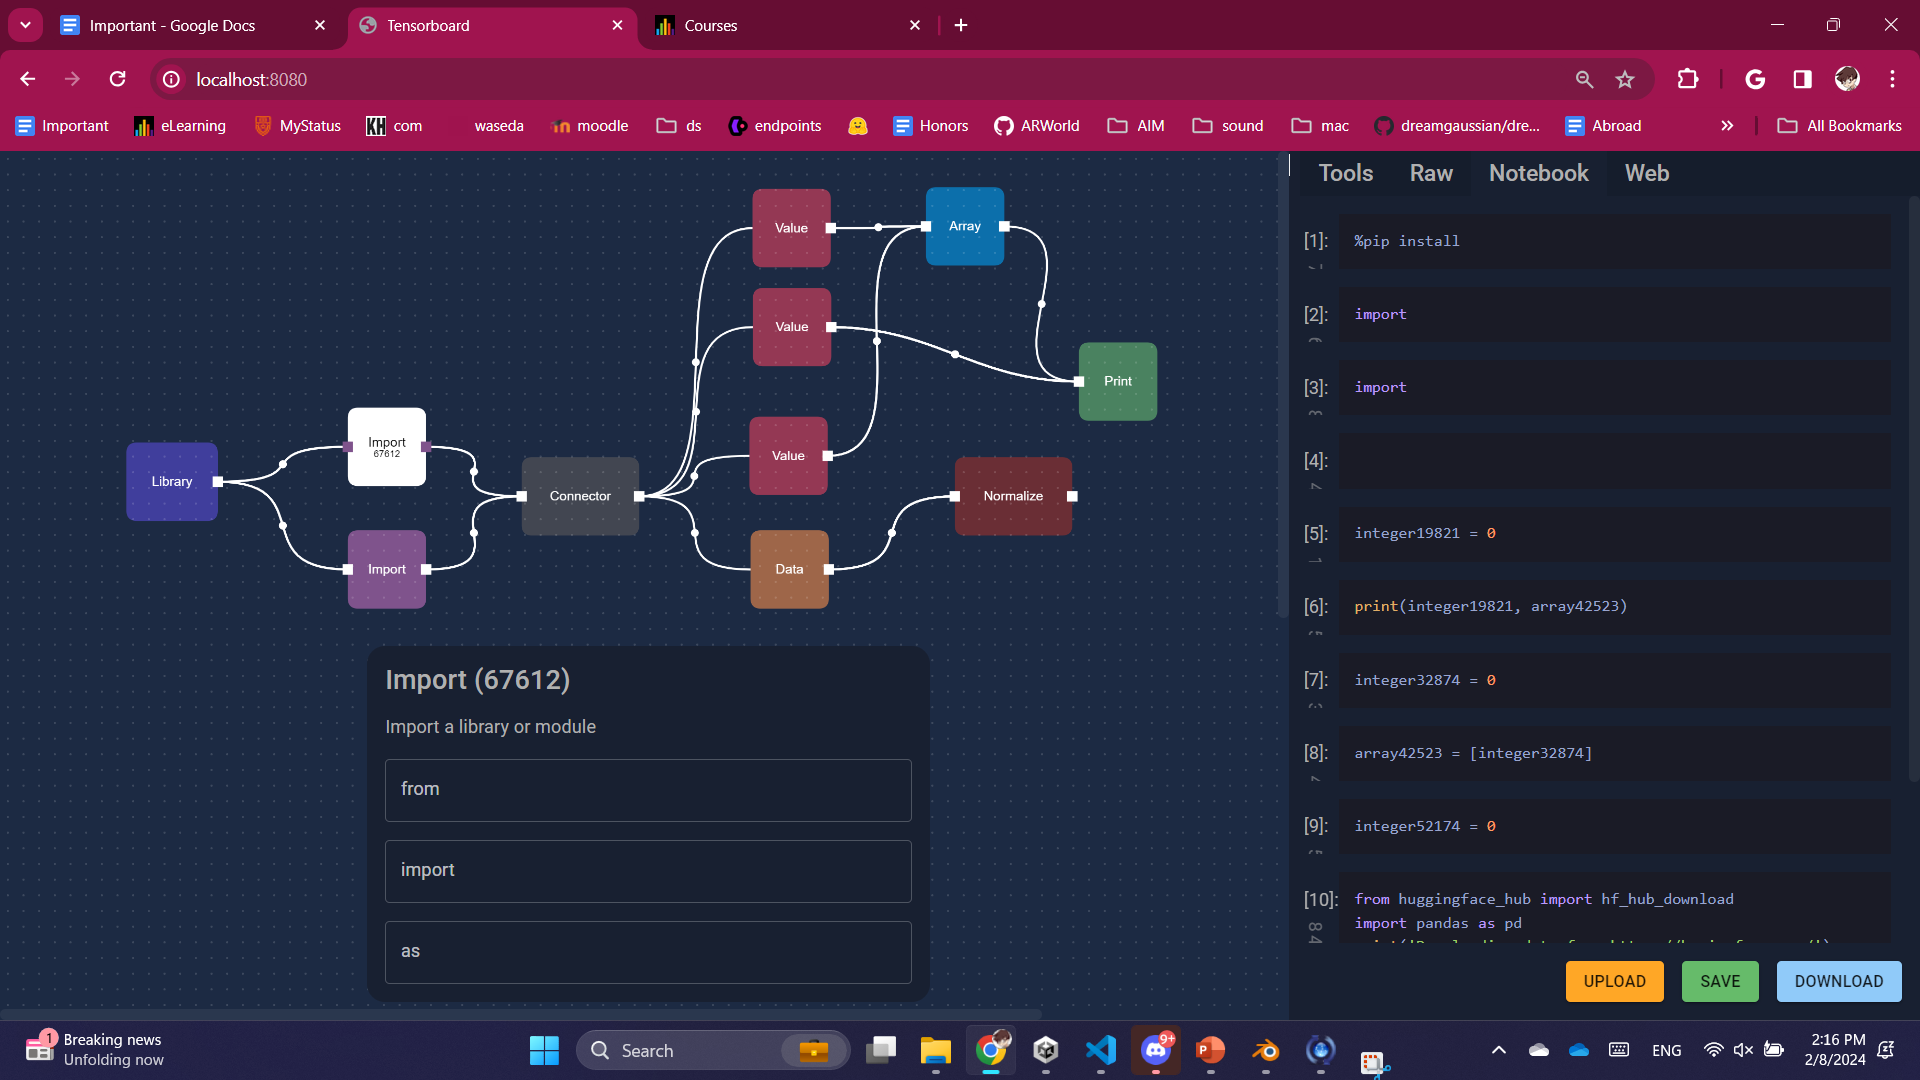 Important - Google Docs
Tensorboard
Courses
localhost:8080
Important
eLearning
MyStatus
KH com
waseda
moodle
ds
endpoints
Honors
ARWorld
AIM
sound
mac
dreamgaussian/dre...
Abroad
All Bookmarks
Value
Array
Value
Print
Import
67612
Library
Value
Connector
Normalize
Import
Data
Import (67612)
Import a library or module
from
import
as
Tools
Raw
Notebook
Web
[1]: %pip install
[2]: import
[3]: import
[4]:
[5]: integer19821 = 0
[6]: print(integer19821, array42523)
[7]: integer32874 = 0
[8]: array42523 = [integer32874]
[9]: integer52174 = 0
[10]: from huggingface_hub import hf_hub_download
import pandas as pd
UPLOAD
SAVE
DOWNLOAD
1
Breaking news
Unfolding now
Search
9+
P
ENG
2:16 PM
2/8/2024